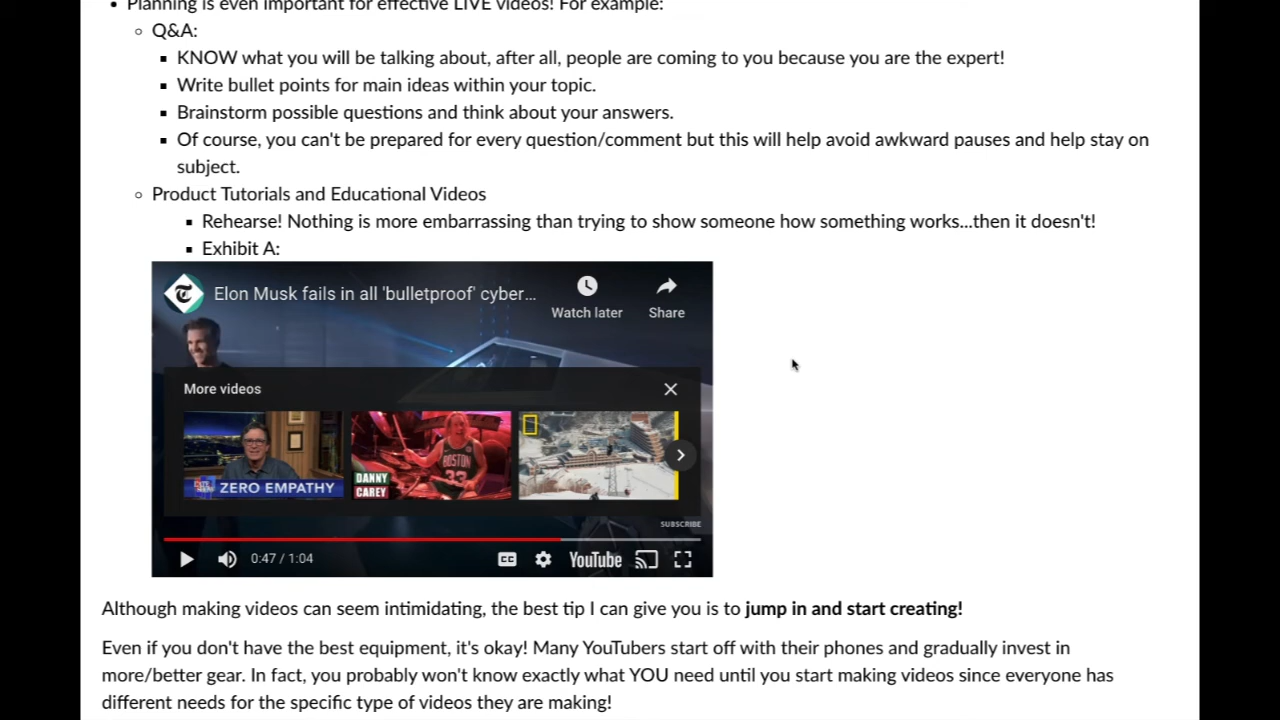 Planning is even important for effective LIVE videos! For example:
Q&A:
KNOW what you will be talking about, after all, people are coming to you because you are the expert!
Write bullet points for main ideas within your topic.
Brainstorm possible questions and think about your answers.
Of course, you can't be prepared for every question/comment but this will help avoid awkward pauses and help stay on
subject.
Product Tutorials and Educational Videos
Rehearse! Nothing is more embarrassing than trying to show someone how something works...then it doesn't!
Exhibit A:
Elon Musk fails in all 'bulletproof' cyber...
Watch later
Share
More videos
ZERO EMPATHY
BOSTON
33
DANNY
CAREY
SUBSCRIBE
0:47 / 1:04
CC
YouTube
Although making videos can seem intimidating, the best tip I can give you is to jump in and start creating!
Even if you don't have the best equipment, it's okay! Many YouTubers start off with their phones and gradually invest in
more/better gear. In fact, you probably won't know exactly what YOU need until you start making videos since everyone has
different needs for the specific type of videos they are making!